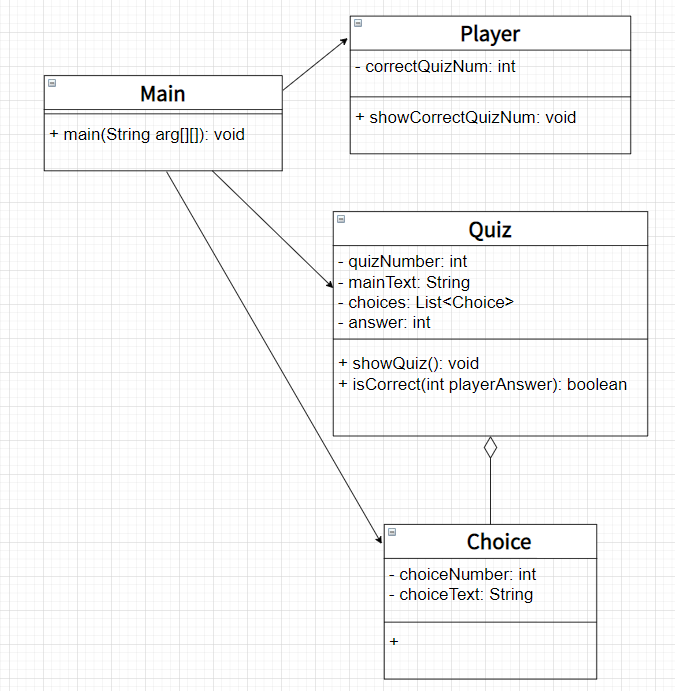 Player
- correctQuizNum: int
+ showCorrectQuizNum: void
Main
+ main(String arg[][]): void
Quiz
- quizNumber: int
- mainText: String
- choices: List<Choice>
- answer: int
+ showQuiz(): void
+ isCorrect(int playerAnswer): boolean
Choice
- choiceNumber: int
- choiceText: String
+